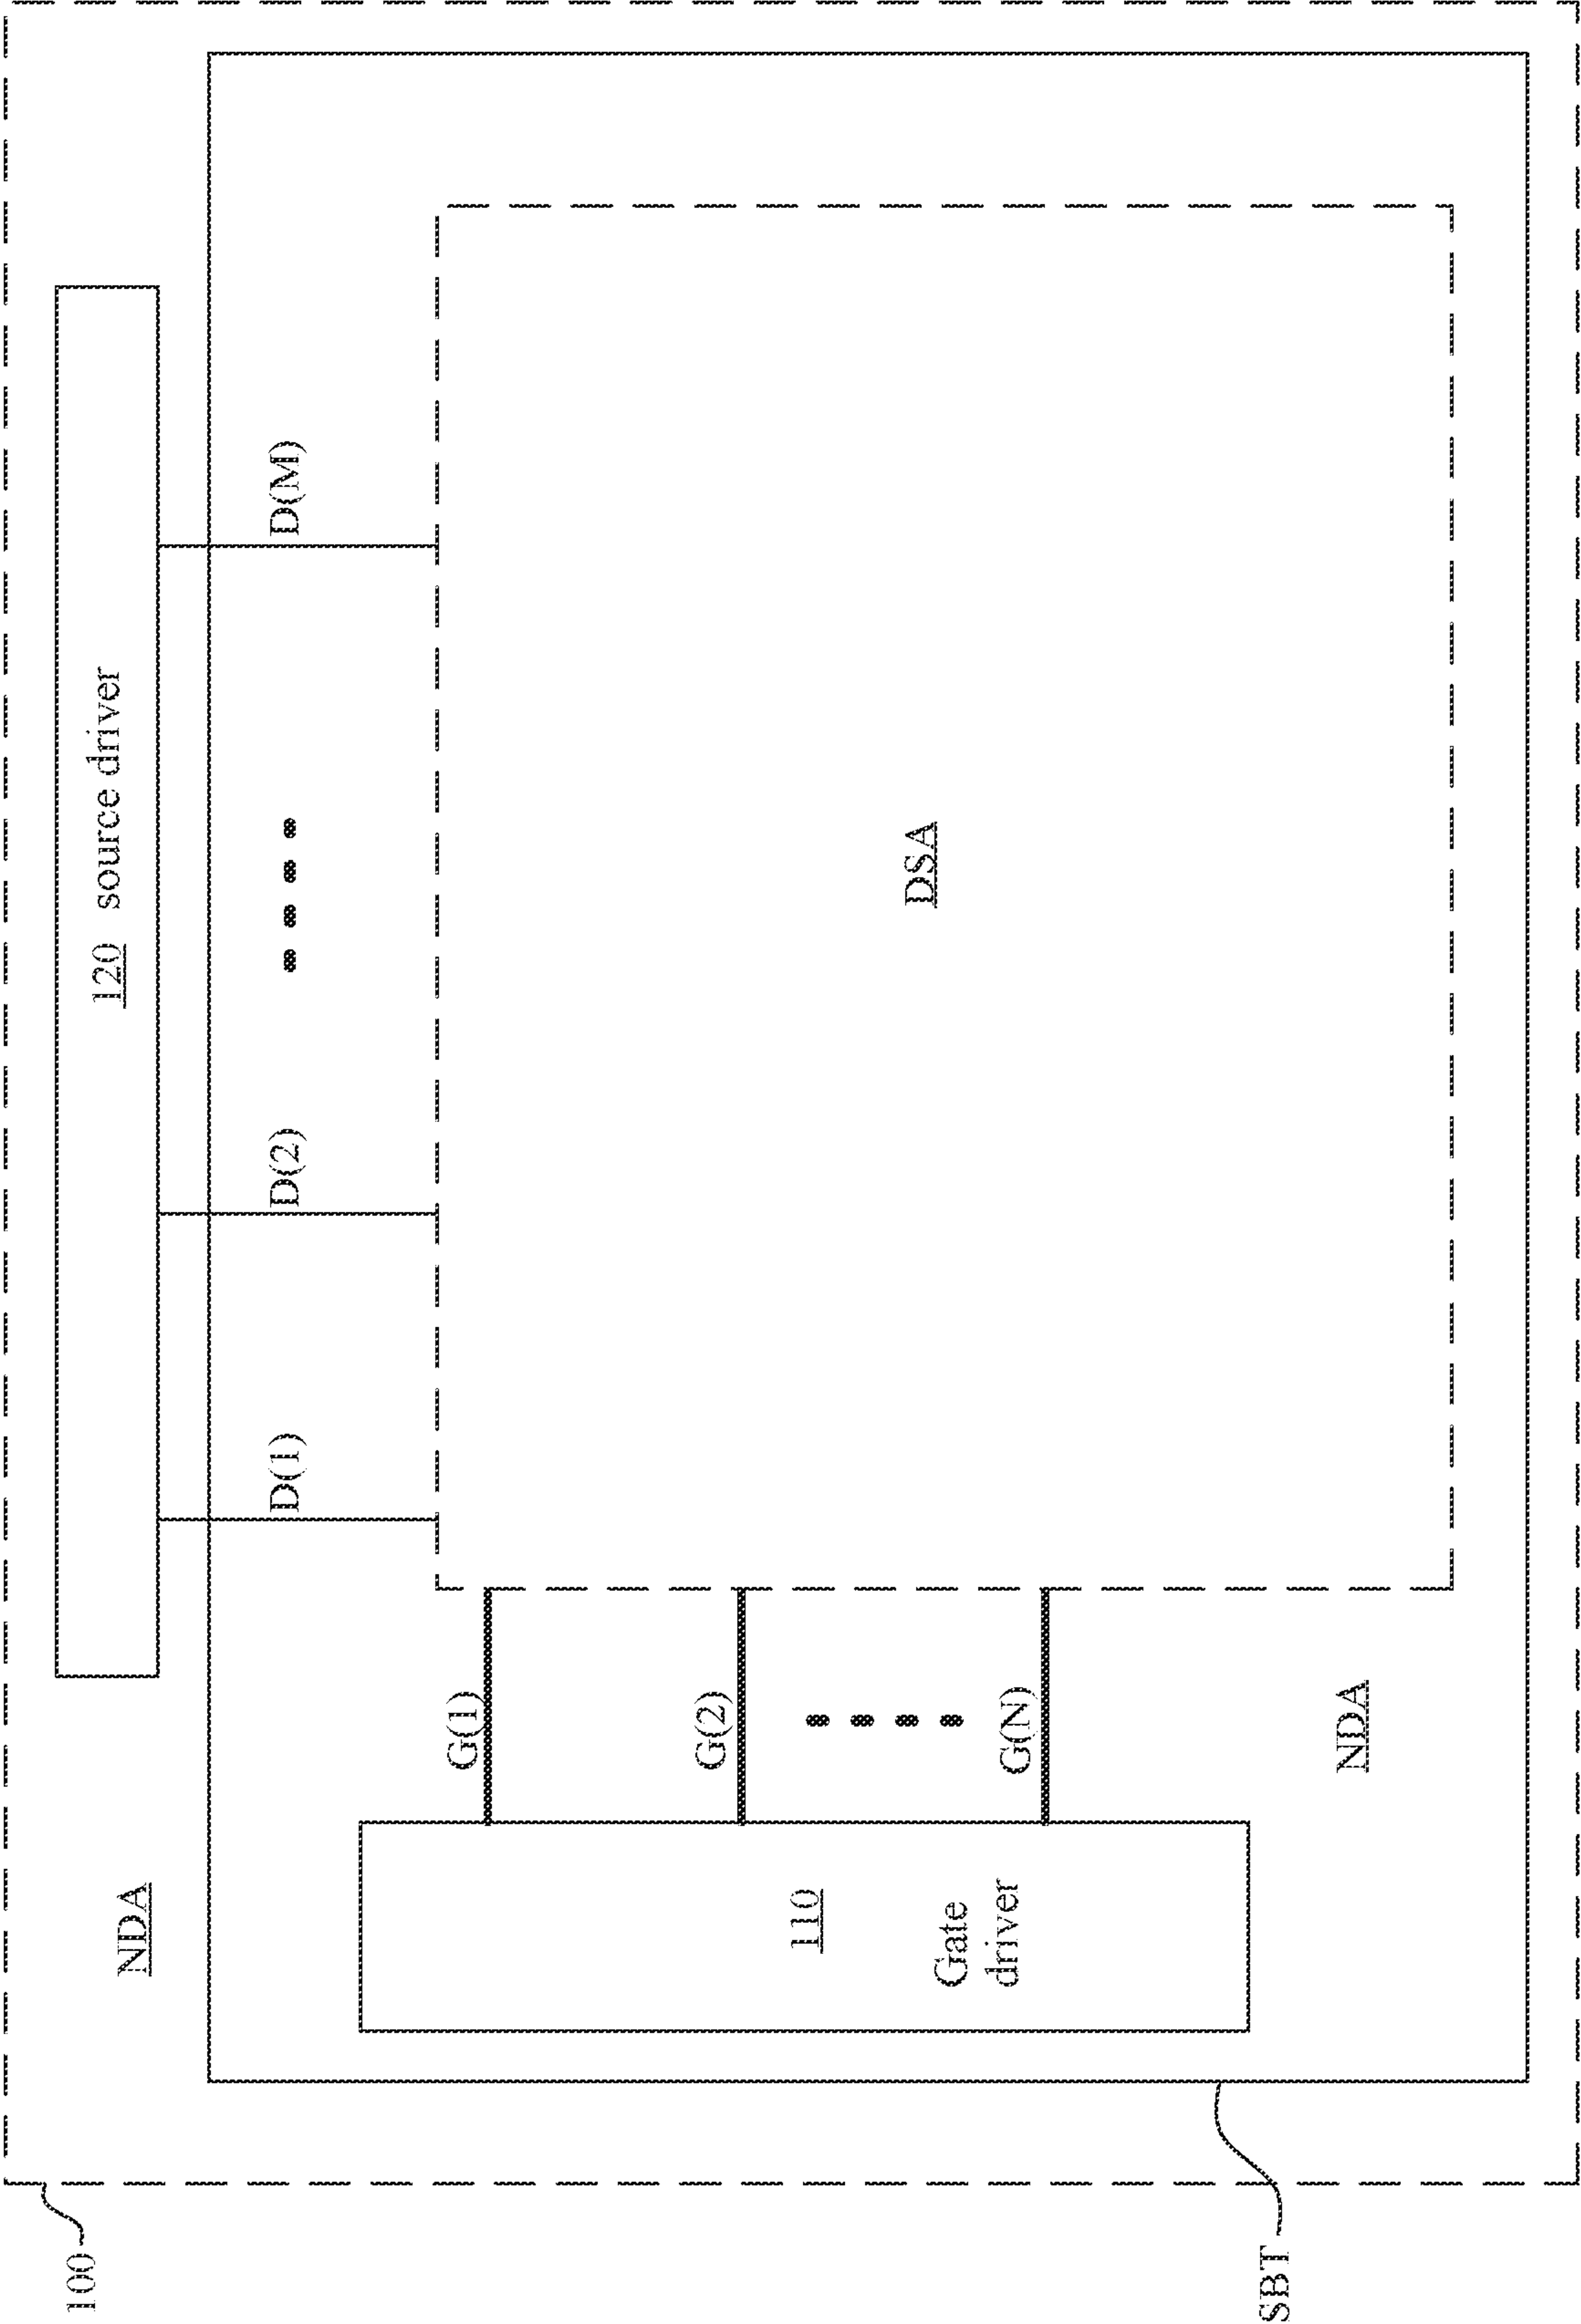 100
NDA
120 source driver
D(1)
D(2)
D(M)
G(1)
G(2)
G(N)
110
Gate
driver
DSA
NDA
SBT